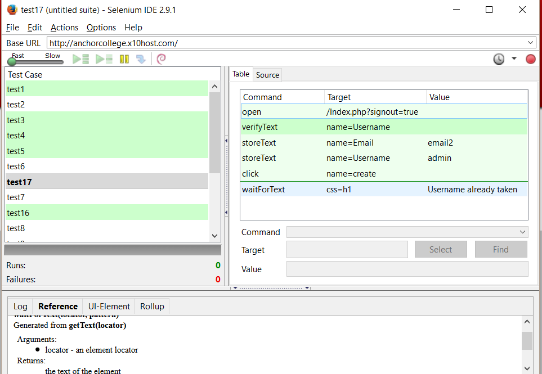 test17 (untitled suite) - Selenium IDE 2.9.1
File Edit Actions Options Help
Base URL http://anchorcollege.x10host.com/
Fast Slow
Test Case
test1
test2
test3
test4
test5
test6
test17
test7
test16
test8
Runs: 0
Failures: 0
Table Source
Command Target Value
open /index.php?signout=true
verifyText name=Username
storeText name=Email email2
storeText name=Username admin
click name=create
waitForText css=h1 Username already taken
Command
Target Select Find
Value
Log Reference UI-Element Rollup
Generated from getText(locator)
Arguments:
locator - an element locator
Returns:
the text of the element